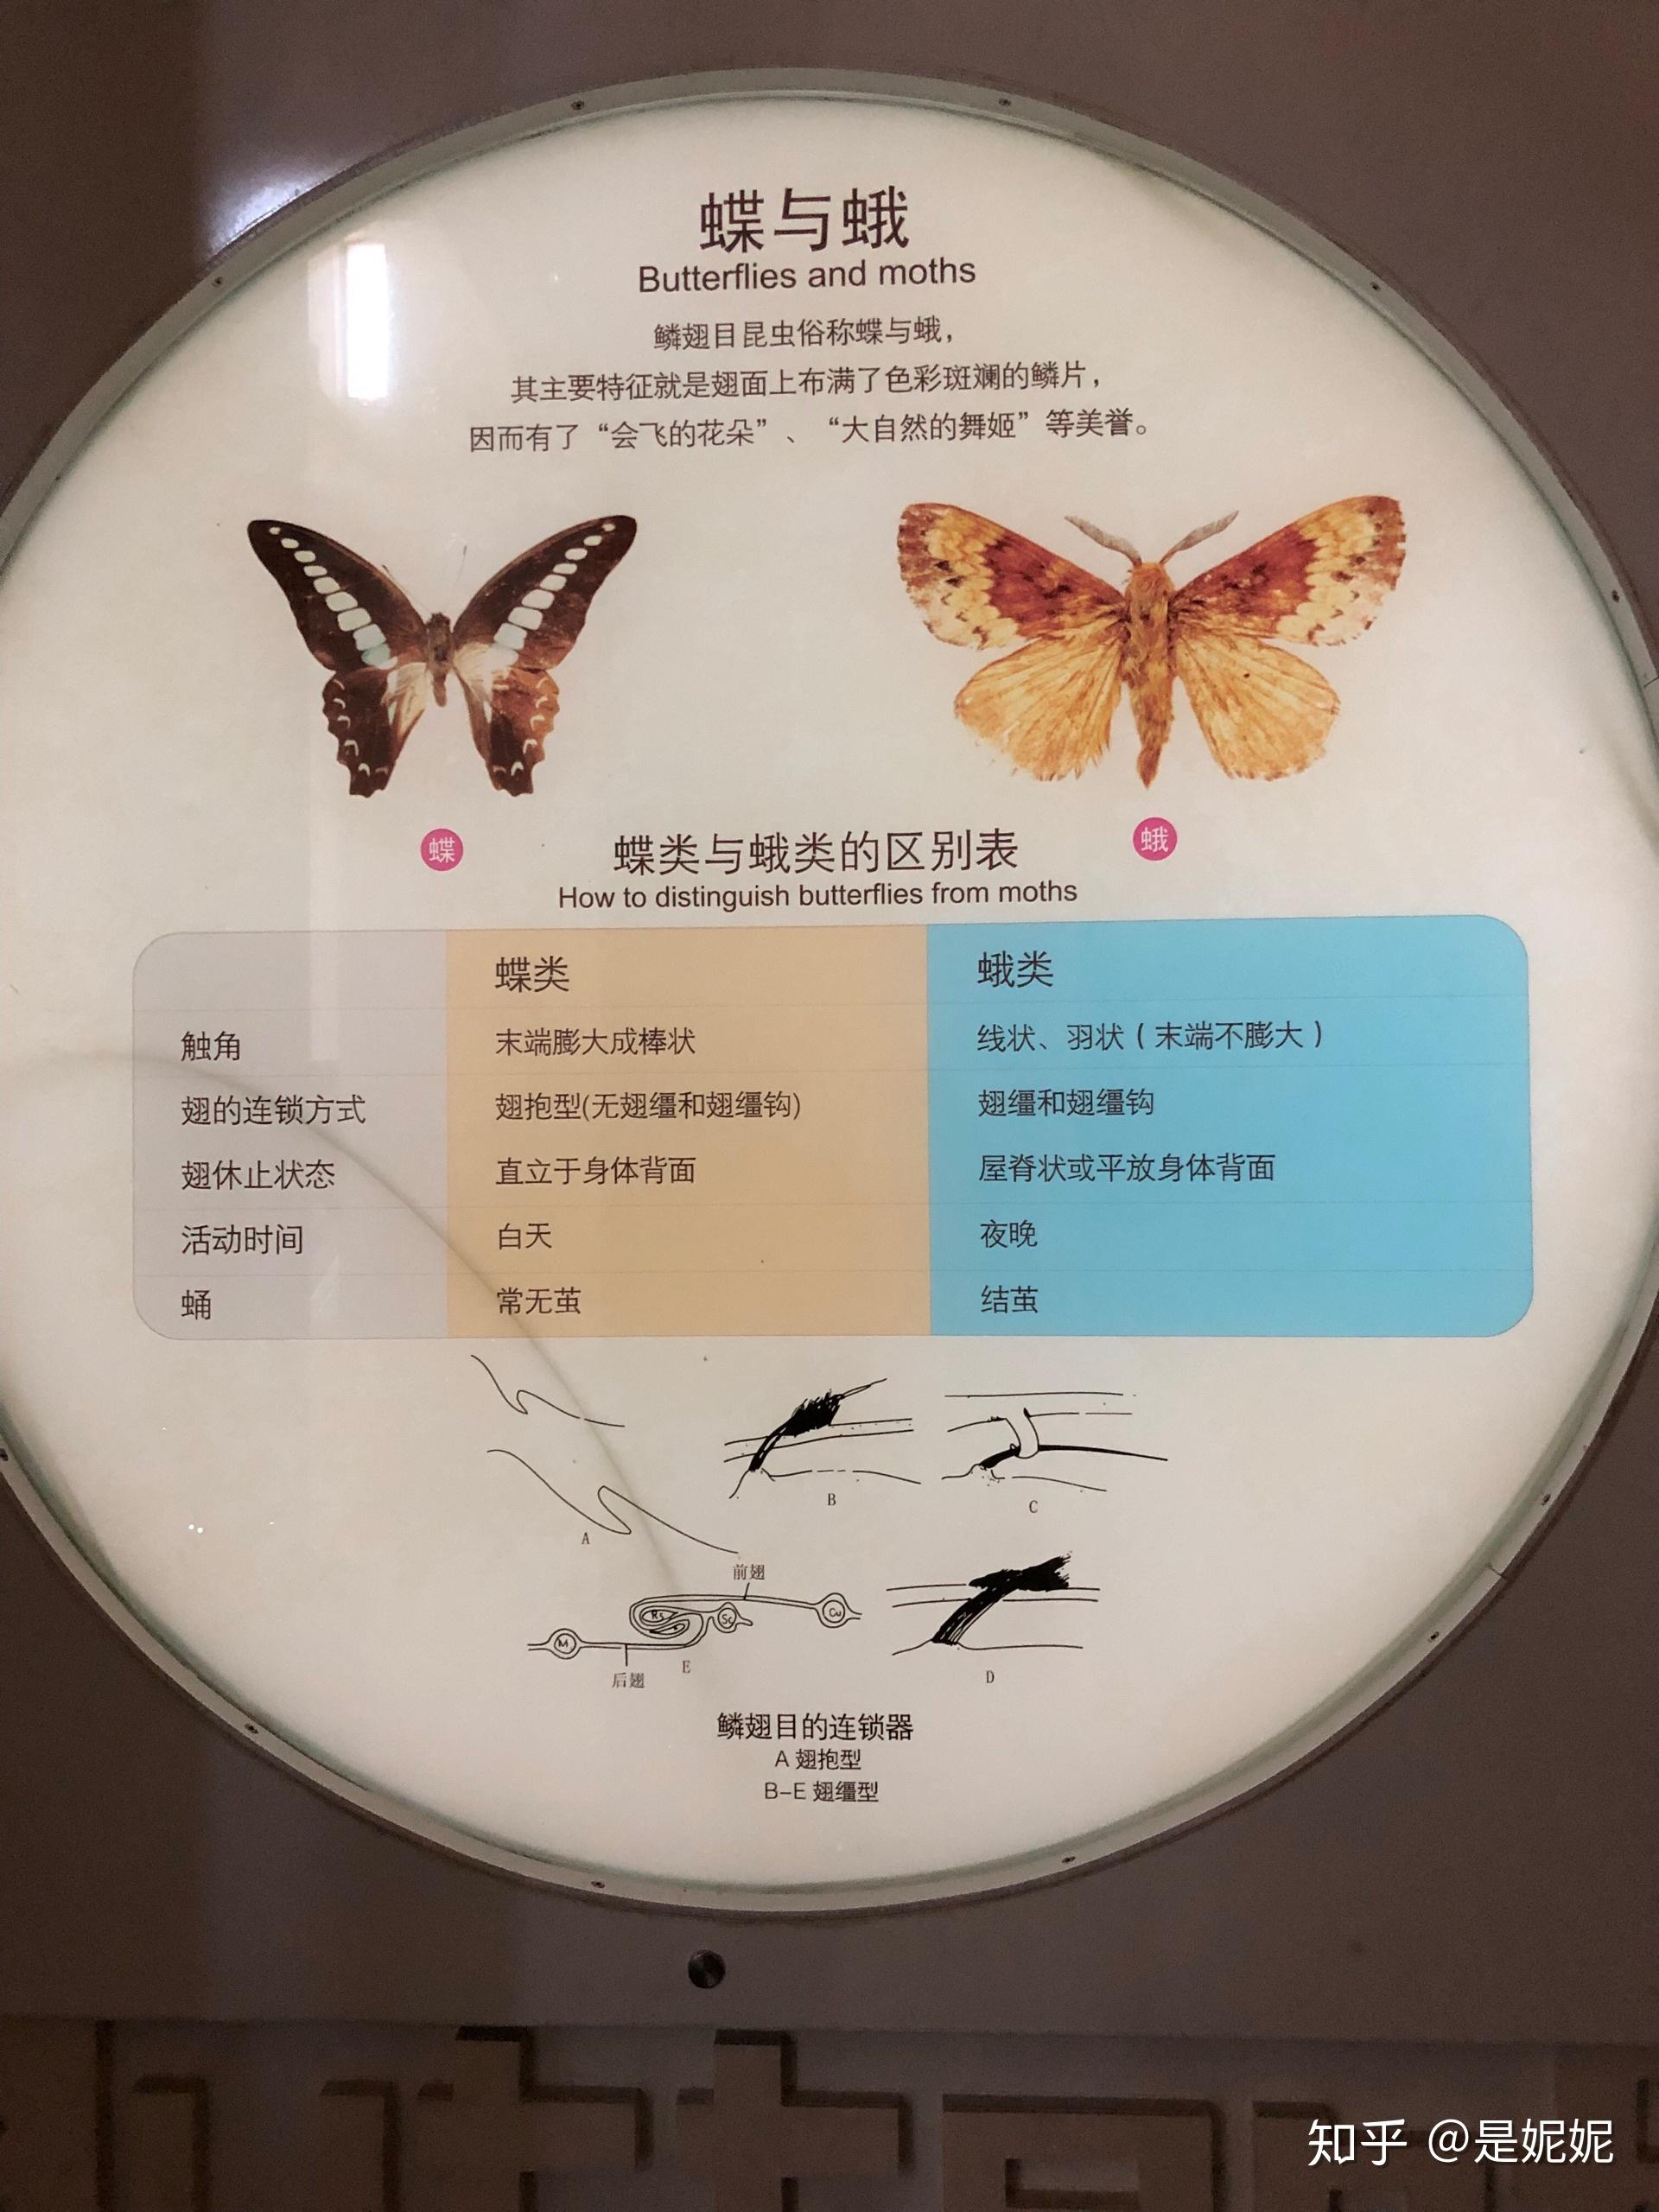 蝶与蛾
Butterflies and moths
鳞翅目昆虫俗称蝶与蛾，
其主要特征就是翅面上布满了色彩斑斓的鳞片，
因而有了“会飞的花朵”、“大自然的舞姬”等美誉。
蝶
蛾
蝶类与蛾类的区别表
How to distinguish butterflies from moths
蝶类 蛾类
触角 末端膨大成棒状 线状、羽状（末端不膨大）
翅的连锁方式 翅抱型(无翅缰和翅缰钩) 翅缰和翅缰钩
翅休止状态 直立于身体背面 屋脊状或平放身体背面
活动时间 白天 夜晚
蛹 常无茧 结茧
A
B
C
前翅
M Rs Sc Cu
后翅
E
D
鳞翅目的连锁器
A 翅抱型
B-E 翅缰型
知乎 @是妮妮